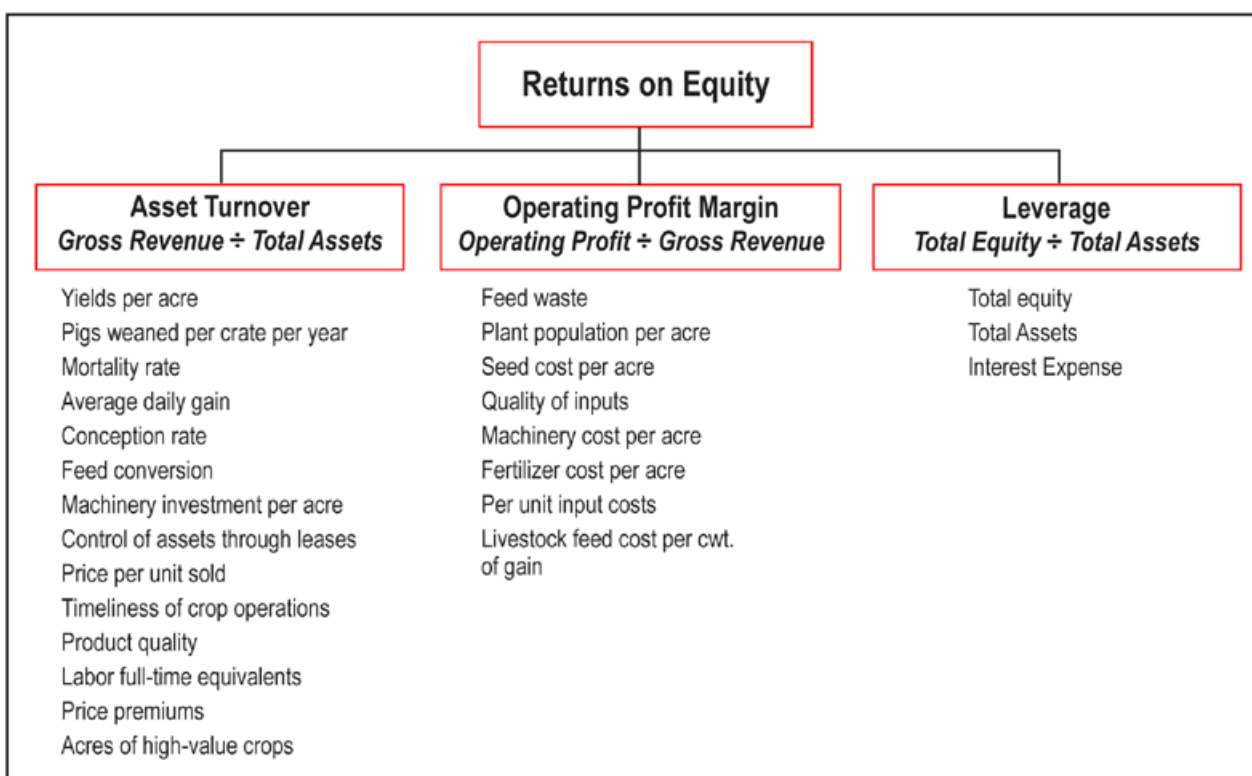 Returns on Equity
Asset Turnover
Gross Revenue ÷ Total Assets
Yields per acre
Pigs weaned per crate per year
Mortality rate
Average daily gain
Conception rate
Feed conversion
Machinery investment per acre
Control of assets through leases
Price per unit sold
Timeliness of crop operations
Product quality
Labor full-time equivalents
Price premiums
Acres of high-value crops
Operating Profit Margin
Operating Profit ÷ Gross Revenue
Feed waste
Plant population per acre
Seed cost per acre
Quality of inputs
Machinery cost per acre
Fertilizer cost per acre
Per unit input costs
Livestock feed cost per cwt.
of gain
Leverage
Total Equity ÷ Total Assets
Total equity
Total Assets
Interest Expense